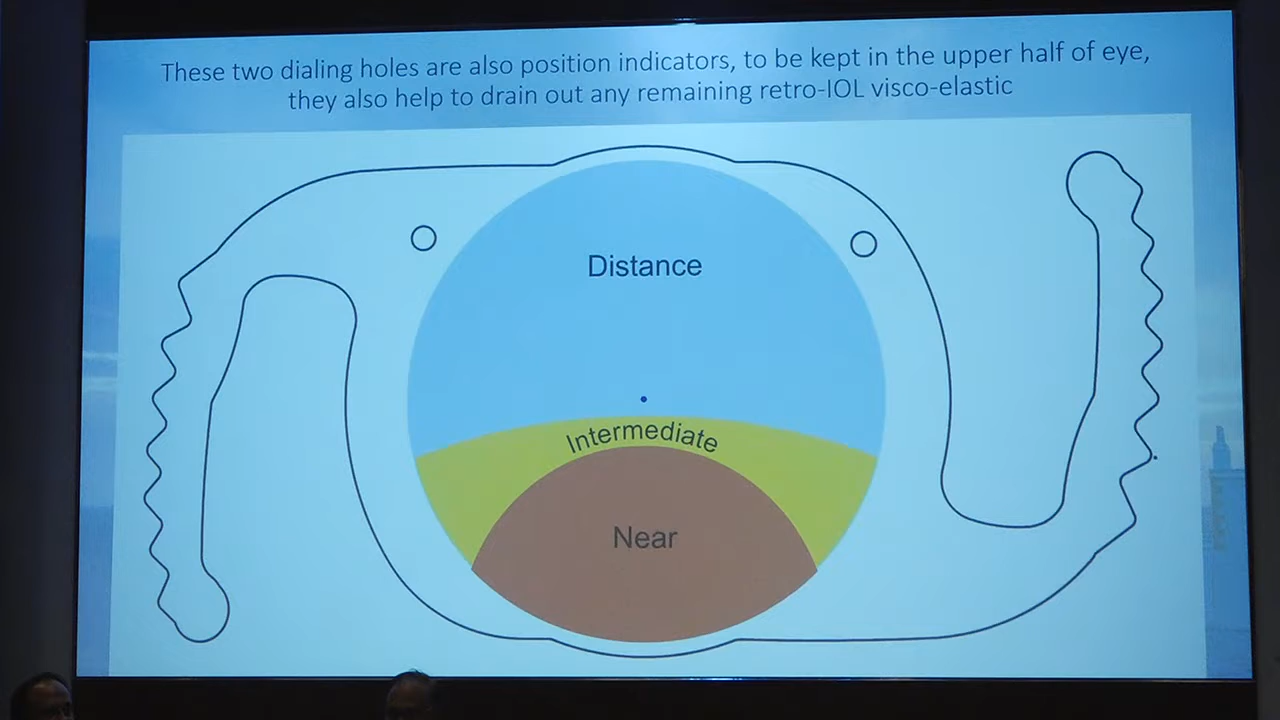 These two dialing holes are also position indicators, to be kept in the upper half of eye,
they also help to drain out any remaining retro-IOL visco-elastic
Distance
Intermediate
Near